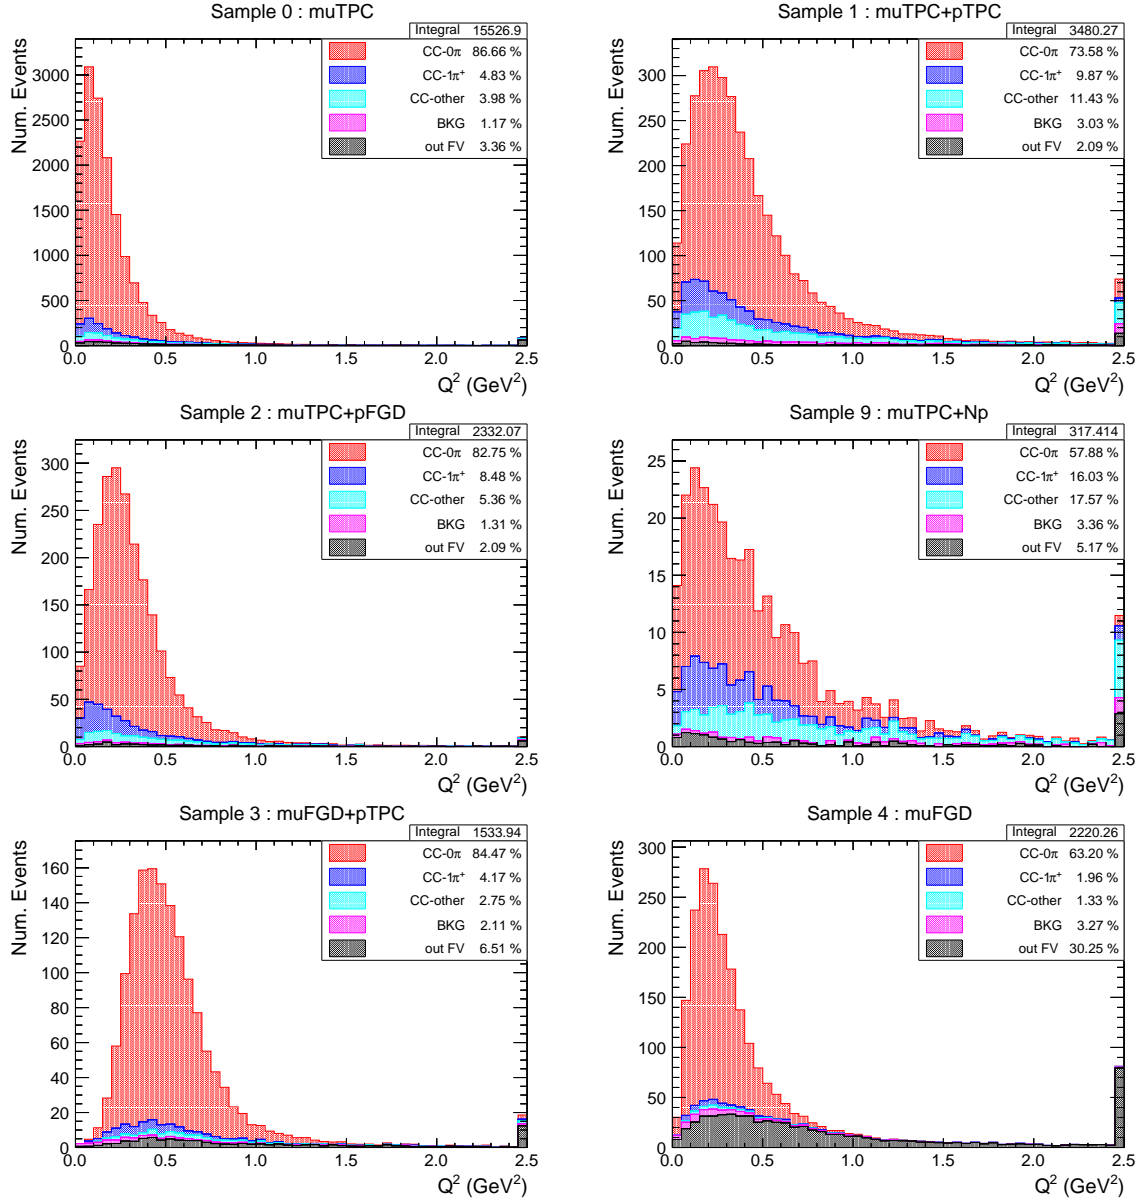 Sample 0 : muTPC
Integral 15526.9
CC-0π 86.66 %
CC-1π⁺ 4.83 %
CC-other 3.98 %
BKG 1.17 %
out FV 3.36 %
Num. Events
3000
2500
2000
1500
1000
500
0
0.0 0.5 1.0 1.5 2.0 2.5
Q² (GeV²)
Sample 1 : muTPC+pTPC
Integral 3480.27
CC-0π 73.58 %
CC-1π⁺ 9.87 %
CC-other 11.43 %
BKG 3.03 %
out FV 2.09 %
Num. Events
300
250
200
150
100
50
0
0.0 0.5 1.0 1.5 2.0 2.5
Q² (GeV²)
Sample 2 : muTPC+pFGD
Integral 2332.07
CC-0π 82.75 %
CC-1π⁺ 8.48 %
CC-other 5.36 %
BKG 1.31 %
out FV 2.09 %
Num. Events
300
250
200
150
100
50
0
0.0 0.5 1.0 1.5 2.0 2.5
Q² (GeV²)
Sample 9 : muTPC+Np
Integral 317.414
CC-0π 57.88 %
CC-1π⁺ 16.03 %
CC-other 17.57 %
BKG 3.36 %
out FV 5.17 %
Num. Events
25
20
15
10
5
0
0.0 0.5 1.0 1.5 2.0 2.5
Q² (GeV²)
Sample 3 : muFGD+pTPC
Integral 1533.94
CC-0π 84.47 %
CC-1π⁺ 4.17 %
CC-other 2.75 %
BKG 2.11 %
out FV 6.51 %
Num. Events
160
140
120
100
80
60
40
20
0
0.0 0.5 1.0 1.5 2.0 2.5
Q² (GeV²)
Sample 4 : muFGD
Integral 2220.26
CC-0π 63.20 %
CC-1π⁺ 1.96 %
CC-other 1.33 %
BKG 3.27 %
out FV 30.25 %
Num. Events
300
250
200
150
100
50
0
0.0 0.5 1.0 1.5 2.0 2.5
Q² (GeV²)